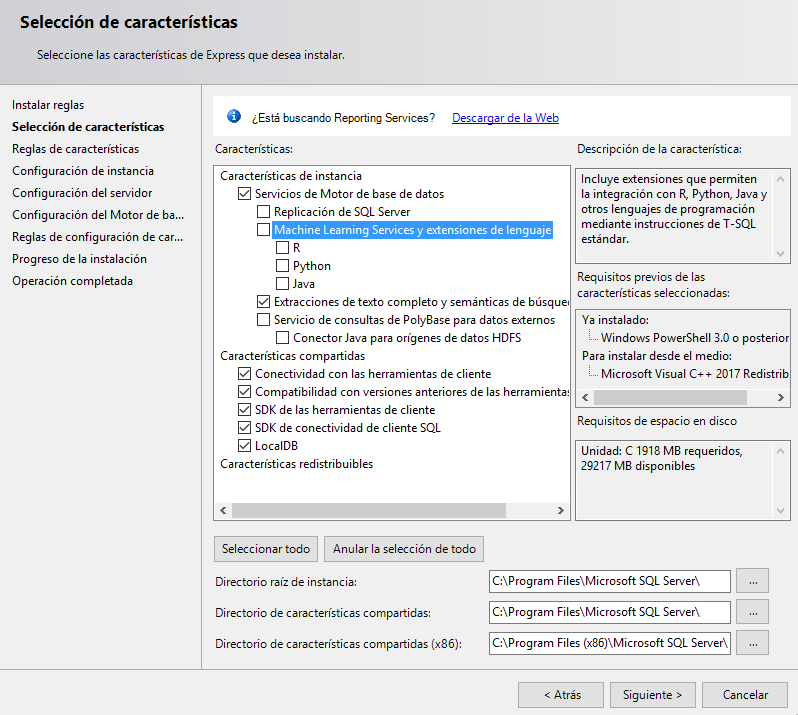 Selección de características
Seleccione las características de Express que desea instalar.
Instalar reglas
Selección de características
Reglas de características
Configuración de instancia
Configuración del servidor
Configuración del Motor de ba...
Reglas de configuración de car...
Progreso de la instalación
Operación completada
¿Está buscando Reporting Services? Descargar de la Web
Características:
Características de instancia
Servicios de Motor de base de datos
Replicación de SQL Server
Machine Learning Services y extensiones de lenguaje
R
Python
Java
Extracciones de texto completo y semánticas de búsque
Servicio de consultas de PolyBase para datos externos
Conector Java para orígenes de datos HDFS
Características compartidas
Conectividad con las herramientas de cliente
Compatibilidad con versiones anteriores de las herramientas
SDK de las herramientas de cliente
SDK de conectividad de cliente SQL
LocalDB
Características redistribuibles
Descripción de la característica:
Incluye extensiones que permiten
la integración con R, Python, Java y
otros lenguajes de programación
mediante instrucciones de T-SQL
estándar.
Requisitos previos de las
características seleccionadas:
Ya instalado:
Windows PowerShell 3.0 o posterior
Para instalar desde el medio:
Microsoft Visual C++ 2017 Redistrib
Requisitos de espacio en disco
Unidad: C 1918 MB requeridos,
29217 MB disponibles
Seleccionar todo
Anular la selección de todo
Directorio raíz de instancia:
C:\Program Files\Microsoft SQL Server\
...
Directorio de características compartidas:
C:\Program Files\Microsoft SQL Server\
...
Directorio de características compartidas (x86):
C:\Program Files (x86)\Microsoft SQL Server\
...
< Atrás
Siguiente >
Cancelar